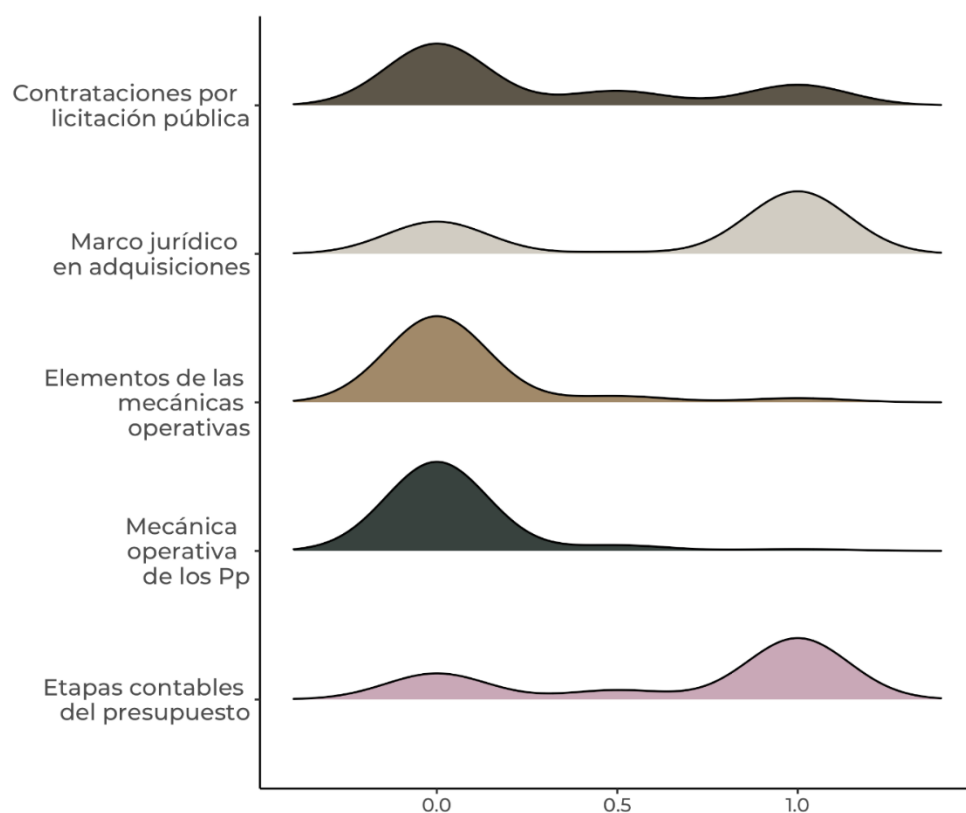 Contrataciones por
licitación pública
Marco jurídico
en adquisiciones
Elementos de las
mecánicas
operativas
Mecánica
operativa
de los Pp
Etapas contables
del presupuesto
0.0
0.5
1.0